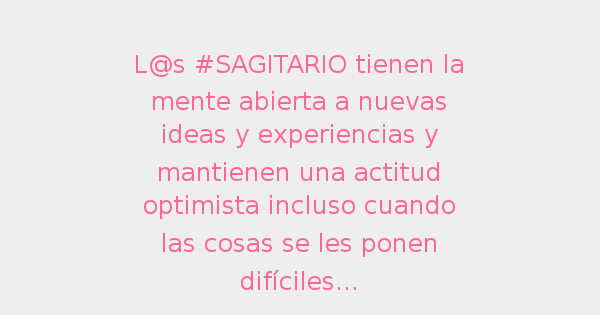 L@s #SAGITARIO tienen la
mente abierta a nuevas
ideas y experiencias y
mantienen una actitud
optimista incluso cuando
las cosas se les ponen
difíciles...